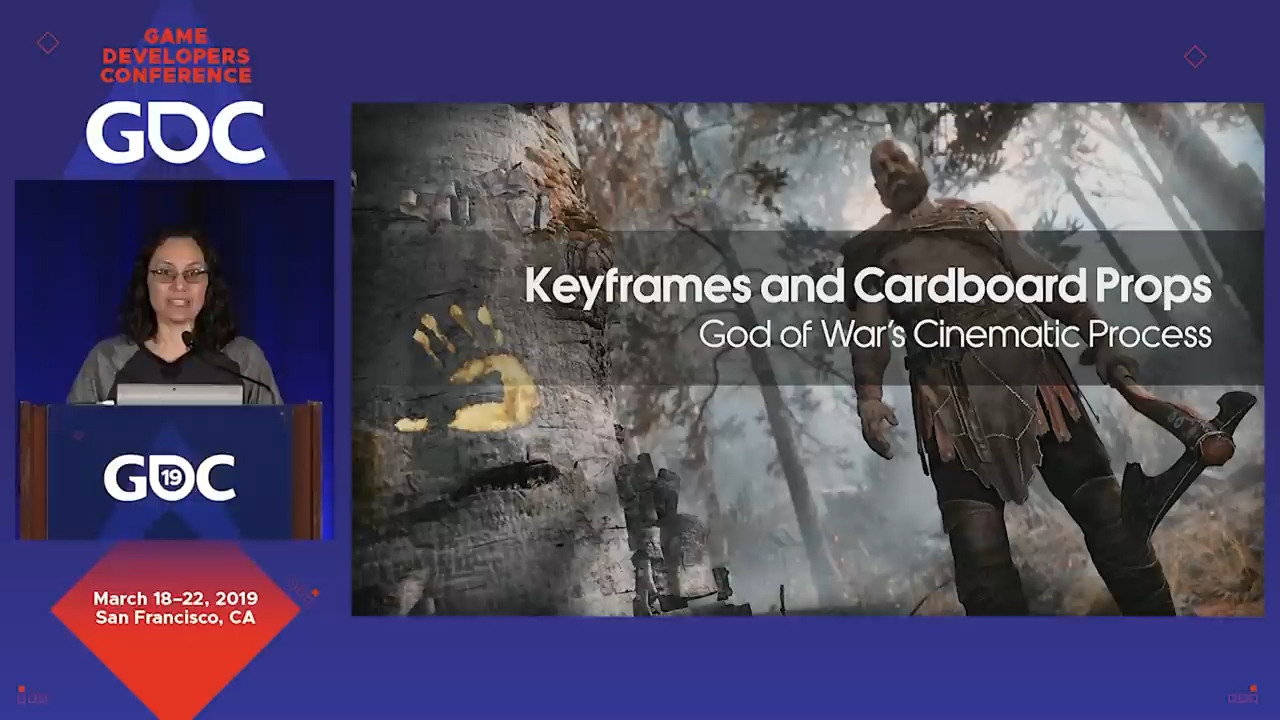 GAME
DEVELOPERS
CONFERENCE
GDC
Keyframes and Cardboard Props
God of War's Cinematic Process
GDC
19
March 18–22, 2019
San Francisco, CA